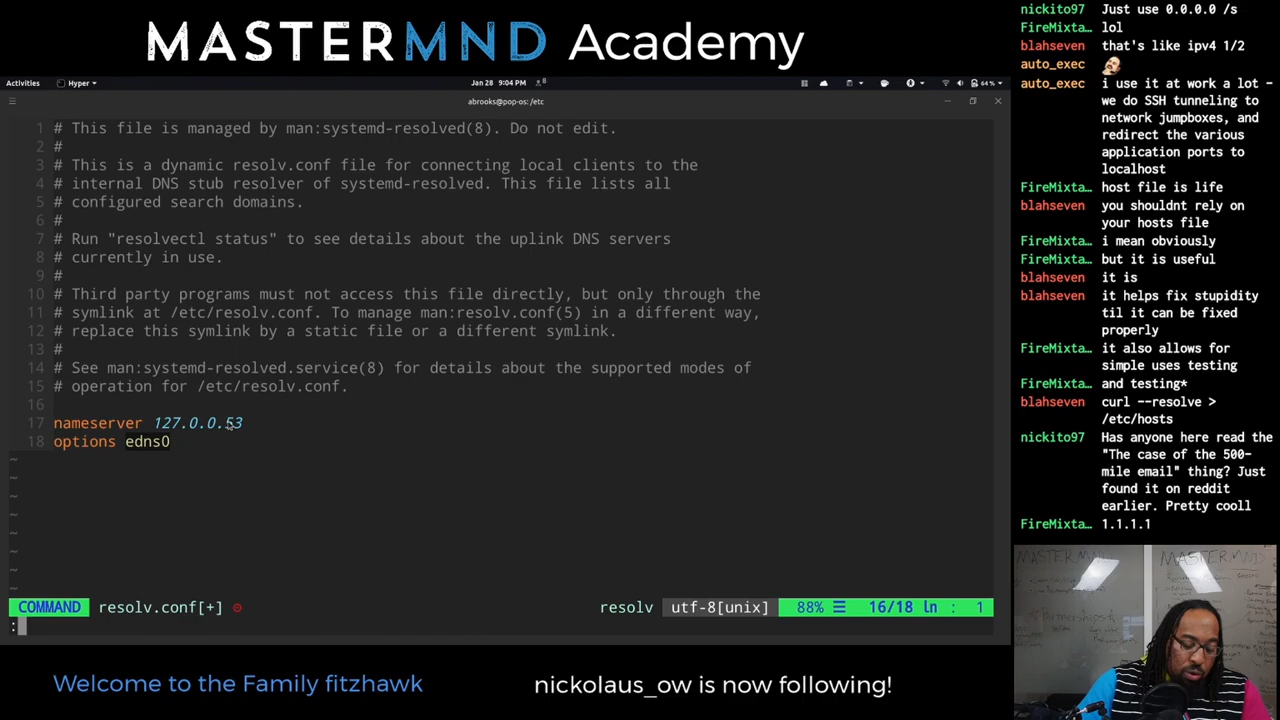 MASTERMND Academy
Activities Hyper Jan 28 9:04 PM 8 64 %
abrooks@pop-os: /etc
1 # This file is managed by man:systemd-resolved(8). Do not edit.
2 #
3 # This is a dynamic resolv.conf file for connecting local clients to the
4 # internal DNS stub resolver of systemd-resolved. This file lists all
5 # configured search domains.
6 #
7 # Run "resolvectl status" to see details about the uplink DNS servers
8 # currently in use.
9 #
10 # Third party programs must not access this file directly, but only through the
11 # symlink at /etc/resolv.conf. To manage man:resolv.conf(5) in a different way,
12 # replace this symlink by a static file or a different symlink.
13 #
14 # See man:systemd-resolved.service(8) for details about the supported modes of
15 # operation for /etc/resolv.conf.
16
17 nameserver 127.0.0.53
18 options edns0
~
~
~
~
~
~
~
~
COMMAND resolv.conf[+] resolv utf-8[unix] 88% ☰ 16/18 ln : 1
:
Welcome to the Family fitzhawk
nickolaus_ow is now following!
nickito97 Just use 0.0.0.0 /s
FireMixta… lol
blahseven that's like ipv4 1/2
auto_exec
auto_exec i use it at work a lot -
we do SSH tunneling to
network jumpboxes, and
redirect the various
application ports to
localhost
FireMixta… host file is life
blahseven you shouldnt rely on
your hosts file
FireMixta… i mean obviously
FireMixta… but it is useful
blahseven it is
blahseven it helps fix stupidity
til it can be fixed
properly
FireMixta… it also allows for
simple uses testing
FireMixta… and testing*
blahseven curl --resolve >
/etc/hosts
nickito97 Has anyone here read the
"The case of the 500-
mile email" thing? Just
found it on reddit
earlier. Pretty cooll
FireMixta… 1.1.1.1
MASTERMND
MASTERMND